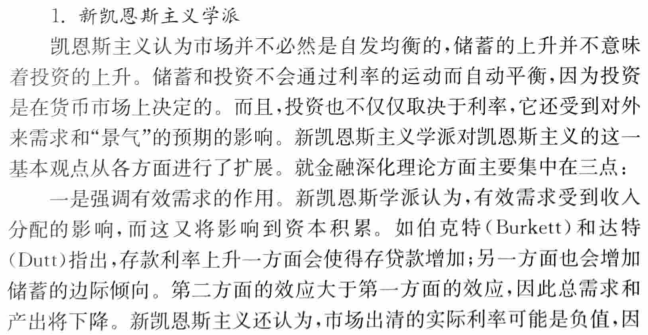 1. 新凯恩斯主义学派
凯恩斯主义认为市场并不必然是自发均衡的,储蓄的上升并不意味
着投资的上升。储蓄和投资不会通过利率的运动而自动平衡,因为投资
是在货币市场上决定的。而且,投资也不仅仅取决于利率,它还受到对外
来需求和“景气”的预期的影响。新凯恩斯主义学派对凯恩斯主义的这一
基本观点从各方面进行了扩展。就金融深化理论方面主要集中在三点:
一是强调有效需求的作用。新凯恩斯学派认为,有效需求受到收入
分配的影响,而这又将影响到资本积累。如伯克特(Burkett)和达特
(Dutt)指出,存款利率上升一方面会使得存贷款增加;另一方面也会增加
储蓄的边际倾向。第二方面的效应大于第一方面的效应,因此总需求和
产出将下降。新凯恩斯主义还认为,市场出清的实际利率可能是负值,因